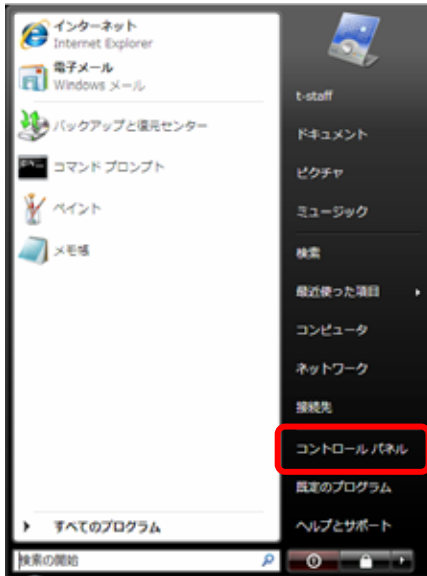 インターネット
Internet Explorer
電子メール
Windows メール
バックアップと復元センター
コマンド プロンプト
ペイント
メモ帳
すべてのプログラム
検索の開始
t-staff
ドキュメント
ピクチャ
ミュージック
検索
最近使った項目
コンピュータ
ネットワーク
接続先
コントロール パネル
既定のプログラム
ヘルプとサポート